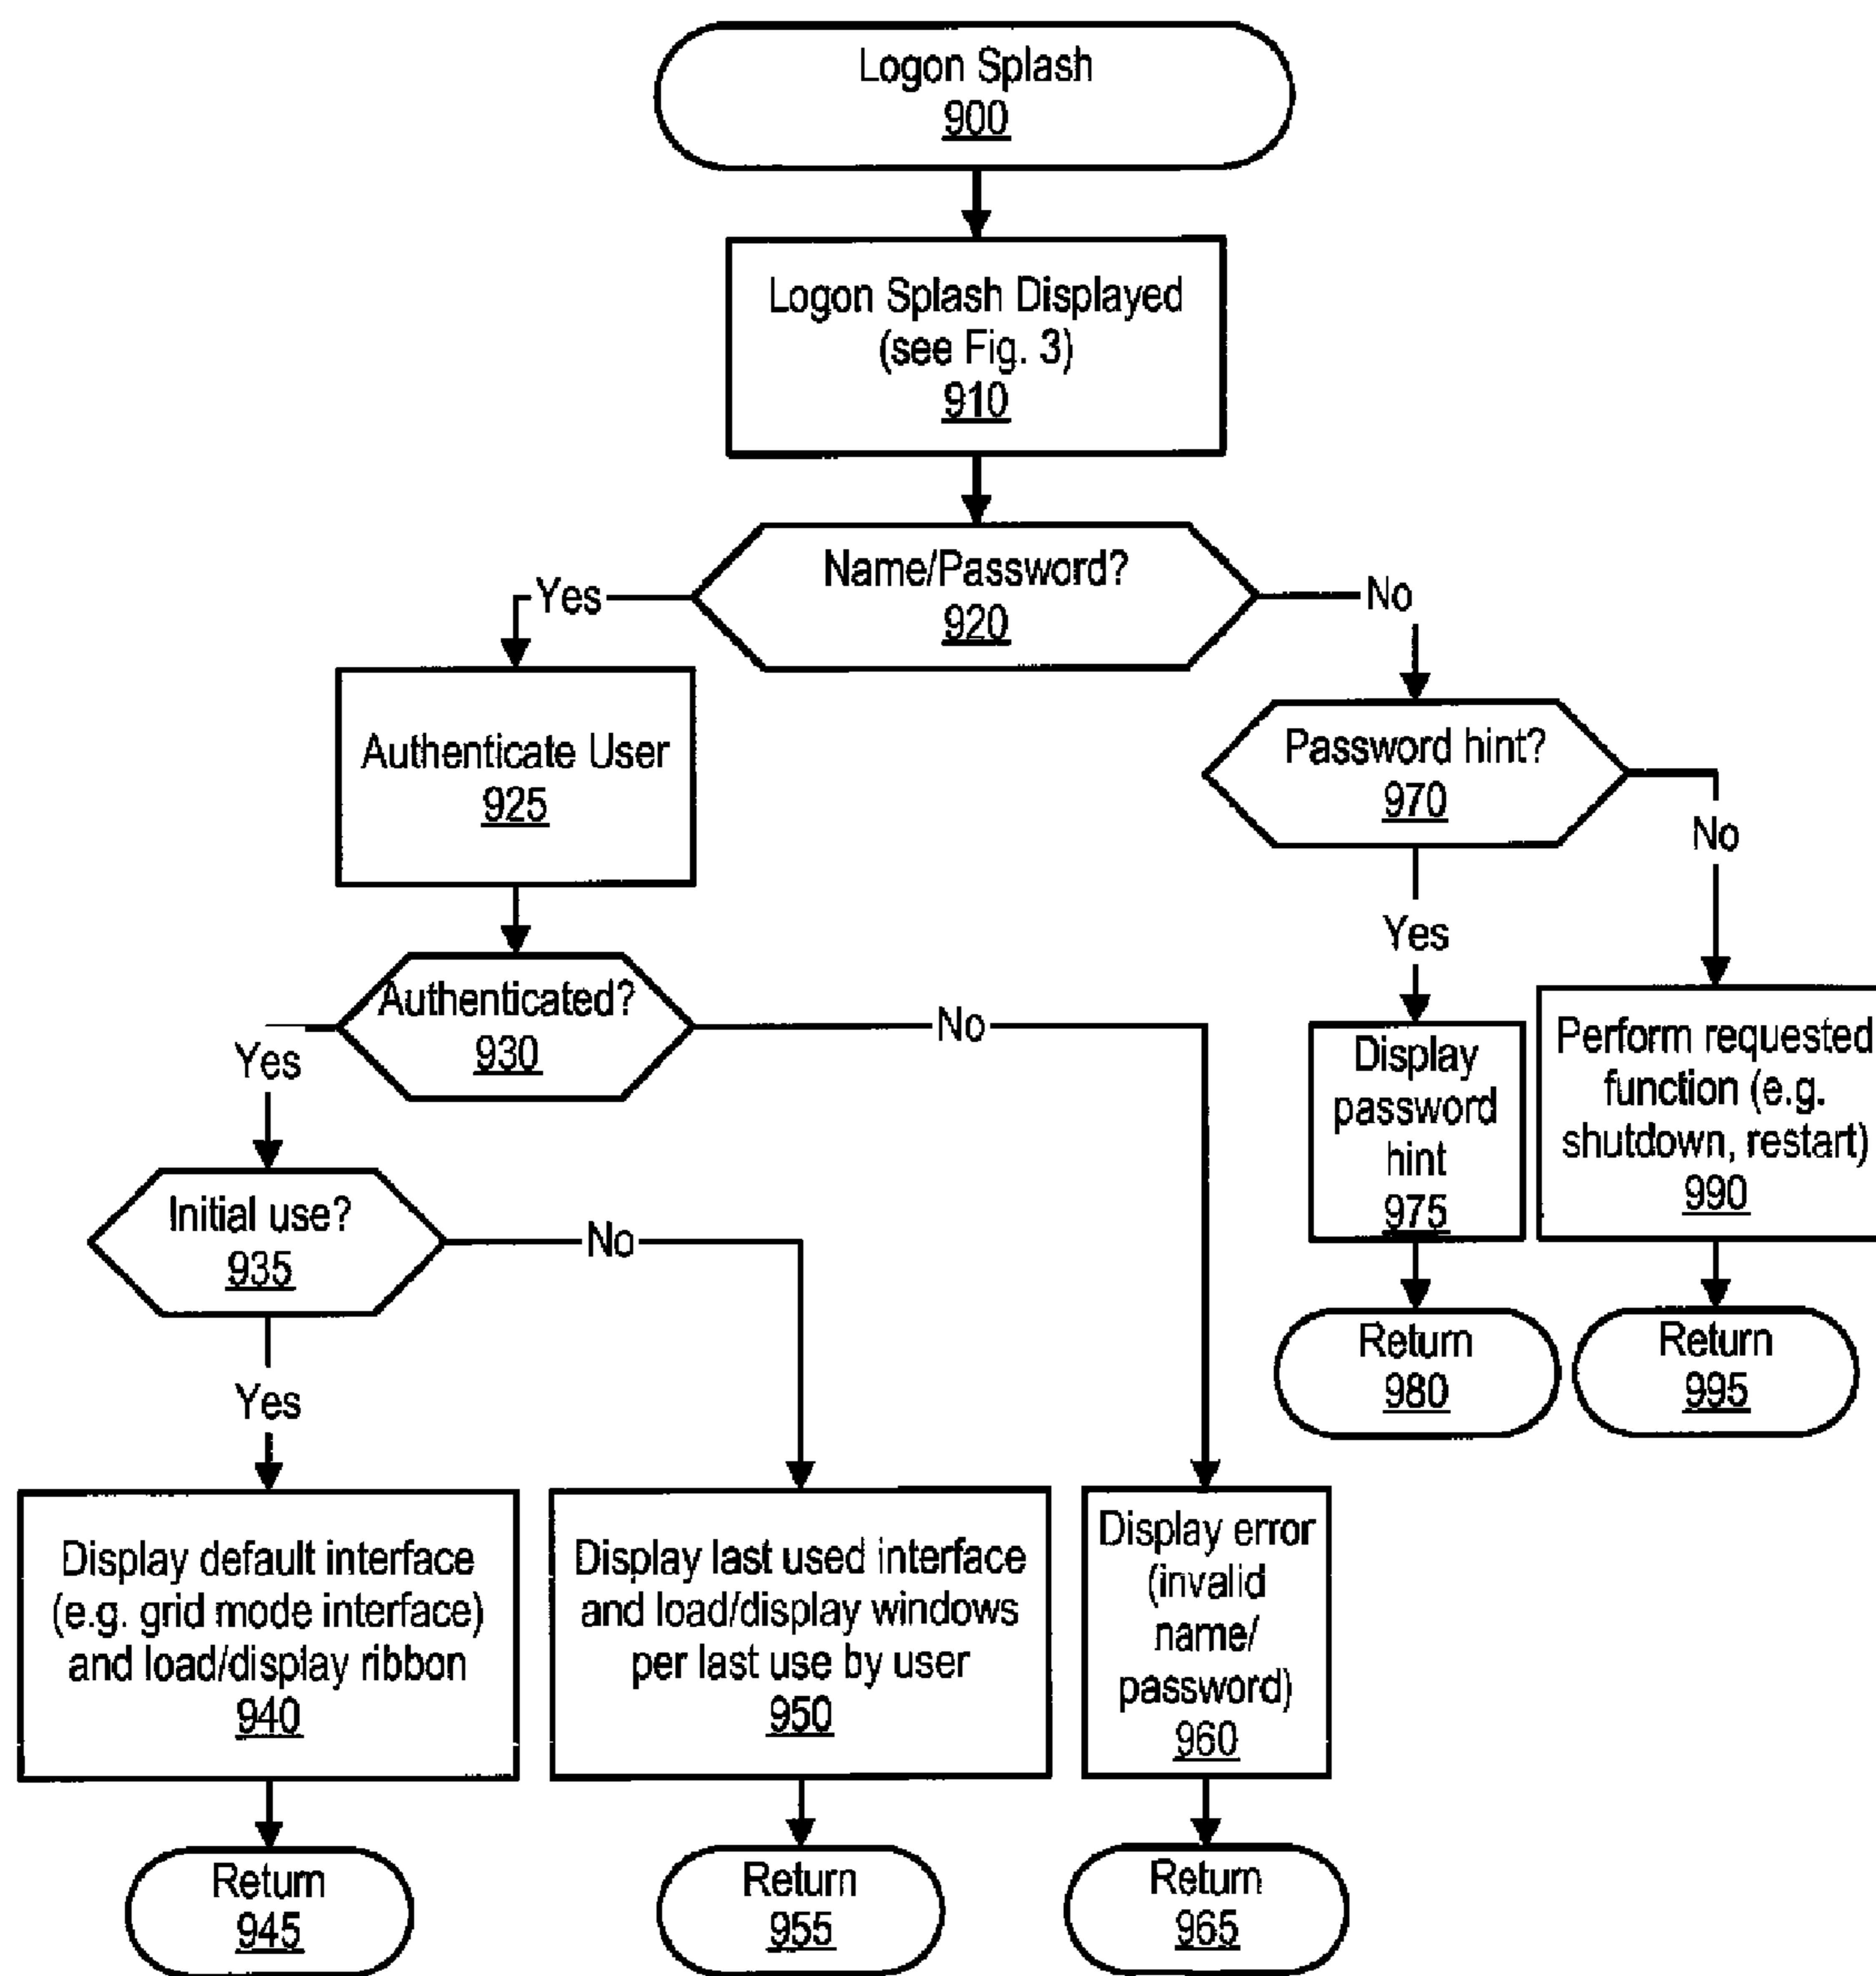 Logon Splash
900
Logon Splash Displayed
(see Fig. 3)
910
Name/Password?
920
Yes
No
Authenticate User
925
Password hint?
970
No
Yes
Authenticated?
930
No
Yes
Display
password
hint
975
Perform requested
function (e.g.
shutdown, restart)
990
Initial use?
935
No
Yes
Return
980
Return
995
Display default interface
(e.g. grid mode interface)
and load/display ribbon
940
Display last used interface
and load/display windows
per last use by user
950
Display error
(invalid
name/
password)
960
Return
945
Return
955
Return
965